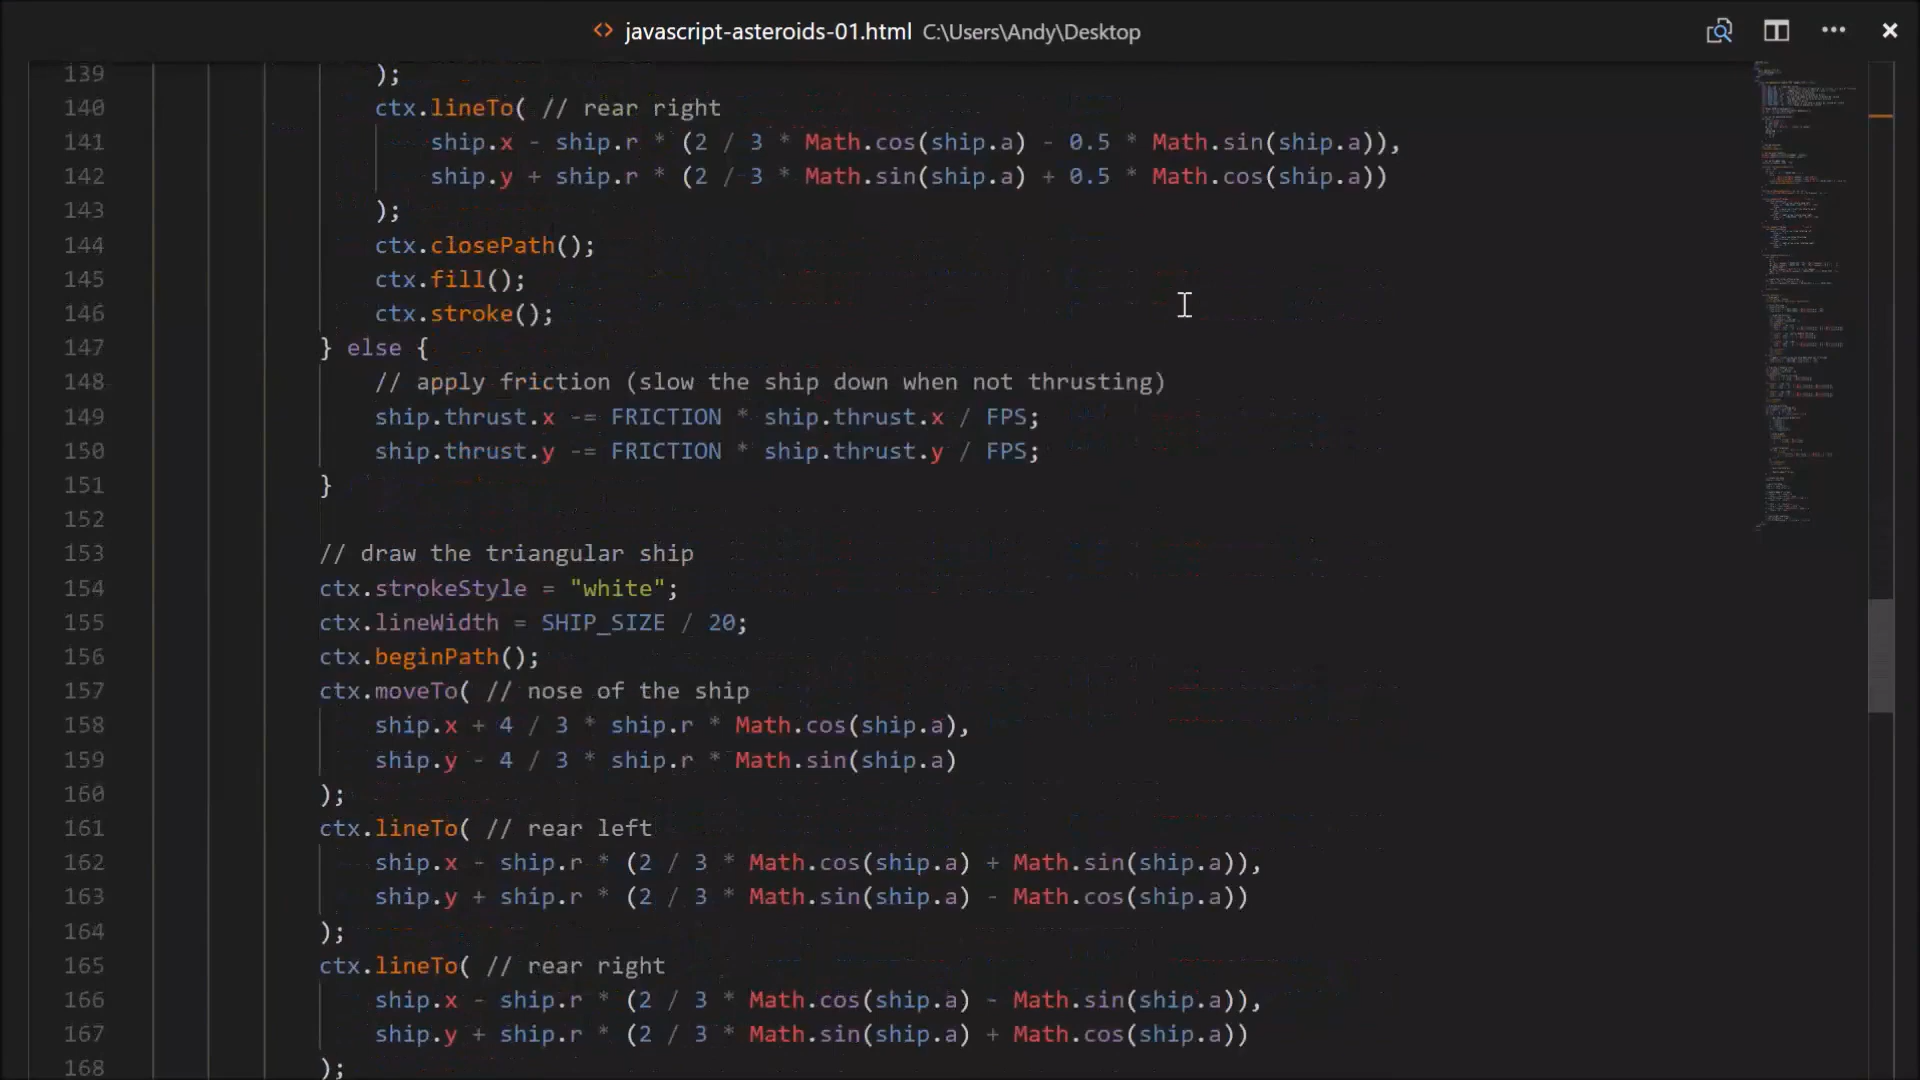 <> javascript-asteroids-01.html C:\Users\Andy\Desktop
139 );
140 ctx.lineTo( // rear right
141 ship.x - ship.r * (2 / 3 * Math.cos(ship.a) - 0.5 * Math.sin(ship.a)),
142 ship.y + ship.r * (2 / 3 * Math.sin(ship.a) + 0.5 * Math.cos(ship.a))
143 );
144 ctx.closePath();
145 ctx.fill();
146 ctx.stroke();
147 } else {
148 // apply friction (slow the ship down when not thrusting)
149 ship.thrust.x -= FRICTION * ship.thrust.x / FPS;
150 ship.thrust.y -= FRICTION * ship.thrust.y / FPS;
151 }
152
153 // draw the triangular ship
154 ctx.strokeStyle = "white";
155 ctx.lineWidth = SHIP_SIZE / 20;
156 ctx.beginPath();
157 ctx.moveTo( // nose of the ship
158 ship.x + 4 / 3 * ship.r * Math.cos(ship.a),
159 ship.y - 4 / 3 * ship.r * Math.sin(ship.a)
160 );
161 ctx.lineTo( // rear left
162 ship.x - ship.r * (2 / 3 * Math.cos(ship.a) + Math.sin(ship.a)),
163 ship.y + ship.r * (2 / 3 * Math.sin(ship.a) - Math.cos(ship.a))
164 );
165 ctx.lineTo( // rear right
166 ship.x - ship.r * (2 / 3 * Math.cos(ship.a) - Math.sin(ship.a)),
167 ship.y + ship.r * (2 / 3 * Math.sin(ship.a) + Math.cos(ship.a))
168 );